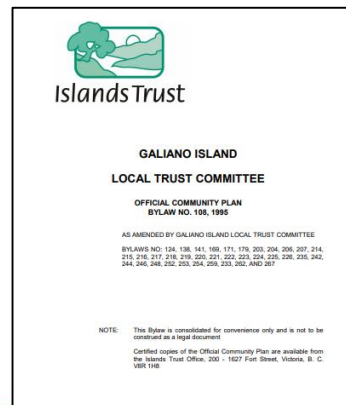 Islands Trust
GALIANO ISLAND
LOCAL TRUST COMMITTEE
OFFICIAL COMMUNITY PLAN
BYLAW NO. 108, 1995
AS AMENDED BY GALIANO ISLAND LOCAL TRUST COMMITTEE
BYLAWS NO: 124, 138, 141, 169, 171, 179, 203, 204, 206, 207, 214,
215, 216, 217, 218, 219, 220, 221, 222, 223, 224, 225, 226, 235, 242,
244, 246, 248, 252, 253, 254, 259, 233, 262, AND 267
NOTE: This Bylaw is consolidated for convenience only and is not to be
construed as a legal document
Certified copies of the Official Community Plan are available from
the Islands Trust Office, 200 - 1627 Fort Street, Victoria, B. C.
V8R 1H8